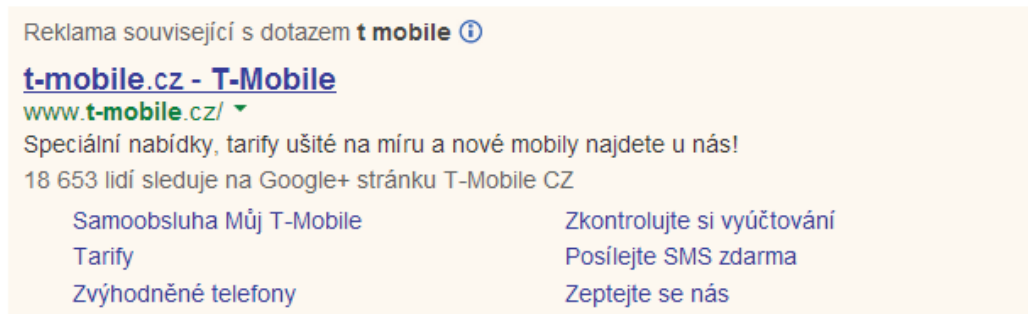 Reklama související s dotazem t mobile
t-mobile.cz - T-Mobile
www.t-mobile.cz/
Speciální nabídky, tarify ušité na míru a nové mobily najdete u nás!
18 653 lidí sleduje na Google+ stránku T-Mobile CZ
Samoobsluha Můj T-Mobile Zkontrolujte si vyúčtování
Tarify Posílejte SMS zdarma
Zvýhodněné telefony Zeptejte se nás